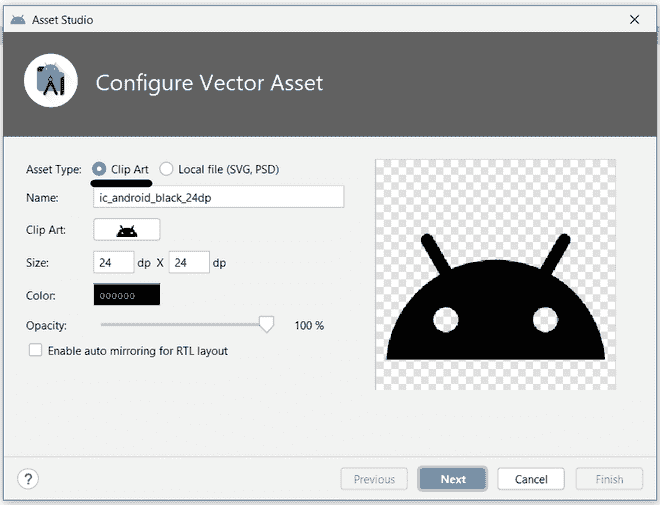 Asset Studio
Configure Vector Asset
Asset Type: Clip Art Local file (SVG, PSD)
Name: ic_android_black_24dp
Clip Art:
Size: 24 dp X 24 dp
Color: 000000
Opacity: 100 %
Enable auto mirroring for RTL layout
? Previous Next Cancel Finish